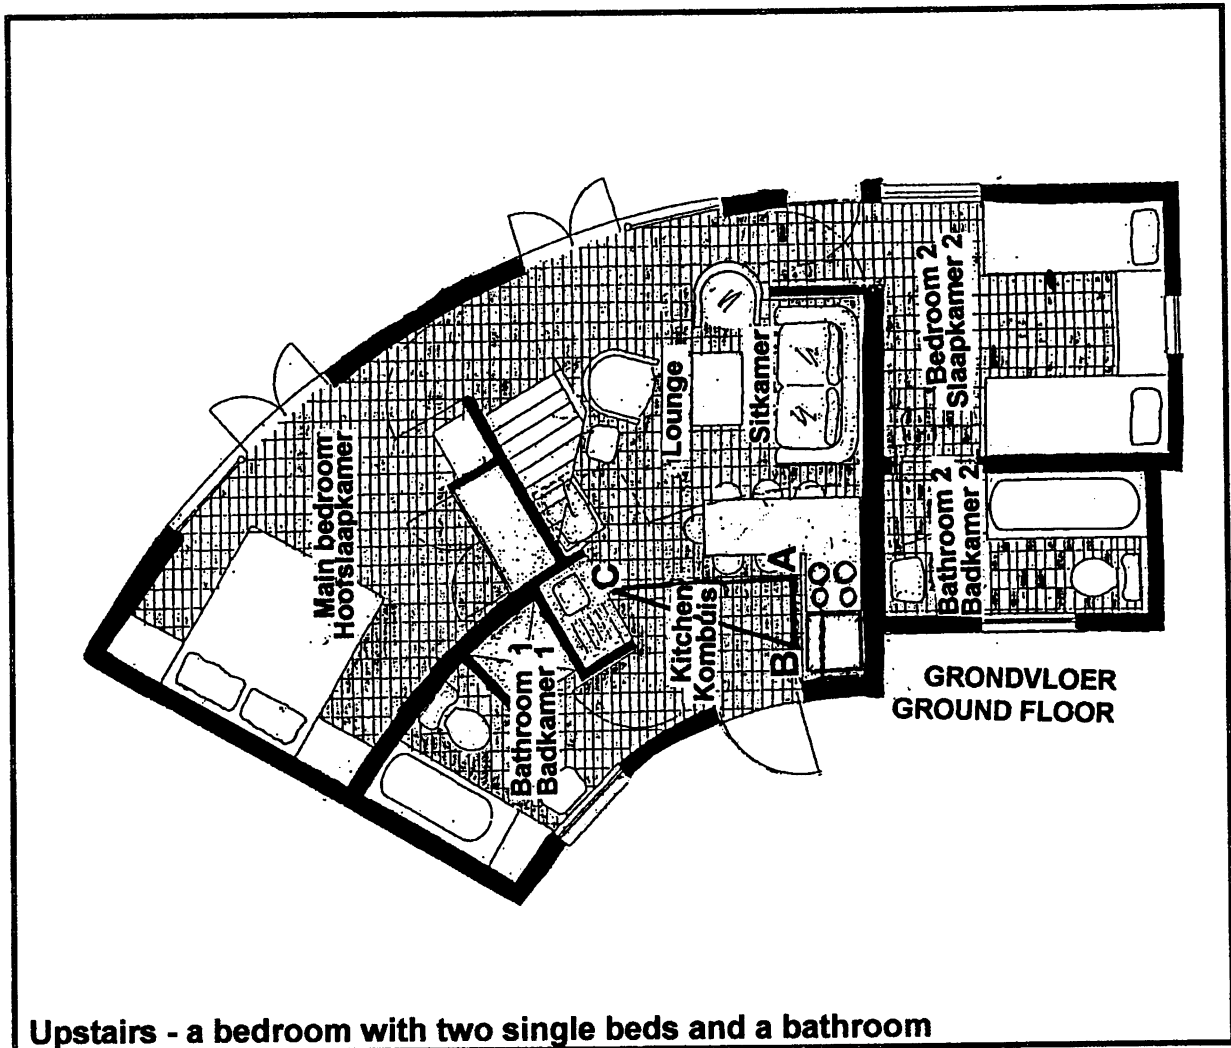 Main bedroom
Hoofslaapkamer
Lounge
Sitkamer
Bedroom 2
Slaapkamer 2
Bathroom 2
Badkamer 2
Kitchen
Kombuis
A
B
C
Bathroom 1
Badkamer 1
GRONDVLOER
GROUND FLOOR
Upstairs - a bedroom with two single beds and a bathroom